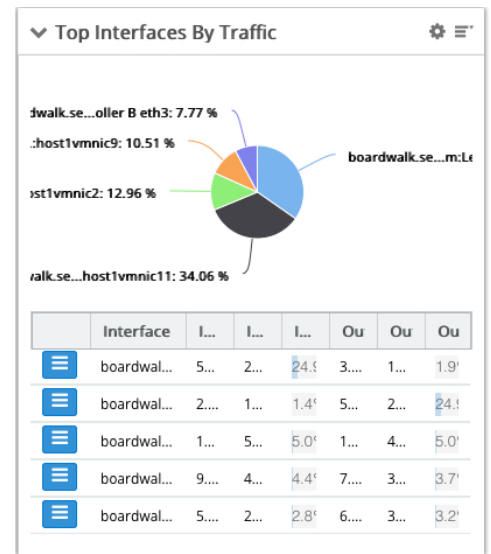 Top Interfaces By Traffic
dwalk.se...oller B eth3: 7.77 %
.:host1vmnic9: 10.51 %
boardwalk.se...m:Le
ost1vmnic2: 12.96 %
valk.se...host1vmnic11: 34.06 %
Interface I... I... I... Ou Ou Ou
boardwal... 5... 2... 24.9 3.... 1... 1.9
boardwal... 2.... 1... 1.4 5... 2... 24.
boardwal... 1... 5... 5.0 1... 4... 5.0
boardwal... 9.... 4... 4.4 7.... 3... 3.7
boardwal... 5.... 2... 2.8 6.... 3... 3.2